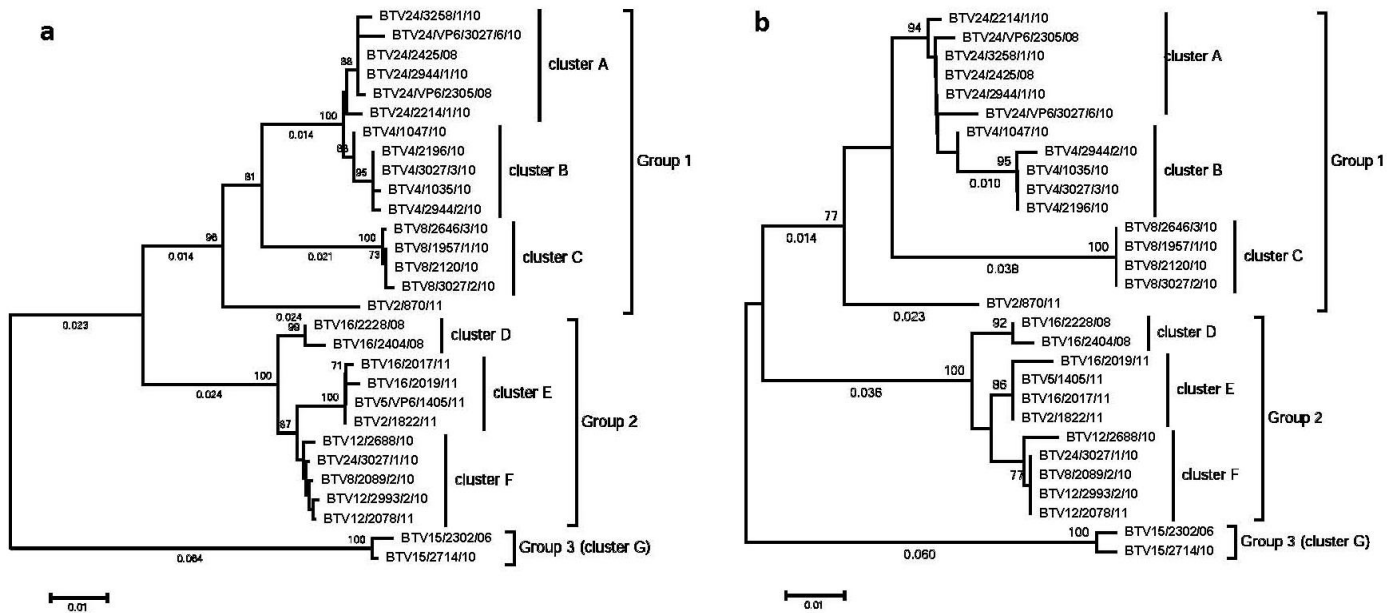 a
BTV24/3258/1/10
BTV24/VP6/3027/6/10
BTV24/2425/08
BTV24/2944/1/10
BTV24/VP6/2305/08
BTV24/2214/1/10
cluster A
BTV4/1047/10
BTV4/2196/10
BTV4/3027/3/10
BTV4/1035/10
BTV4/2944/2/10
cluster B
BTV8/2646/3/10
BTV8/1957/1/10
BTV8/2120/10
BTV8/3027/2/10
cluster C
BTV2/870/11
Group 1
BTV16/2228/08
BTV16/2404/08
cluster D
BTV16/2017/11
BTV16/2019/11
BTV5/VP6/1405/11
BTV2/1822/11
cluster E
BTV12/2688/10
BTV24/3027/1/10
BTV8/2089/2/10
BTV12/2993/2/10
BTV12/2078/11
cluster F
Group 2
BTV15/2302/06
BTV15/2714/10
Group 3 (cluster G)
88
100
0.014
95
81
100
73
0.021
96
0.014
0.024
99
0.023
100
0.024
71
100
87
100
0.064
0.01
b
BTV24/2214/1/10
BTV24/VP6/2305/08
BTV24/3258/1/10
BTV24/2425/08
BTV24/2944/1/10
BTV24/VP6/3027/6/10
cluster A
BTV4/1047/10
BTV4/2944/2/10
BTV4/1035/10
BTV4/3027/3/10
BTV4/2196/10
cluster B
BTV8/2646/3/10
BTV8/1957/1/10
BTV8/2120/10
BTV8/3027/2/10
cluster C
BTV2/870/11
Group 1
BTV16/2228/08
BTV16/2404/08
cluster D
BTV16/2019/11
BTV5/1405/11
BTV16/2017/11
BTV2/1822/11
cluster E
BTV12/2688/10
BTV24/3027/1/10
BTV8/2089/2/10
BTV12/2993/2/10
BTV12/2078/11
cluster F
Group 2
BTV15/2302/06
BTV15/2714/10
Group 3 (cluster G)
94
95
0.010
77
0.014
100
0.038
0.023
92
100
0.036
86
77
100
0.060
0.01